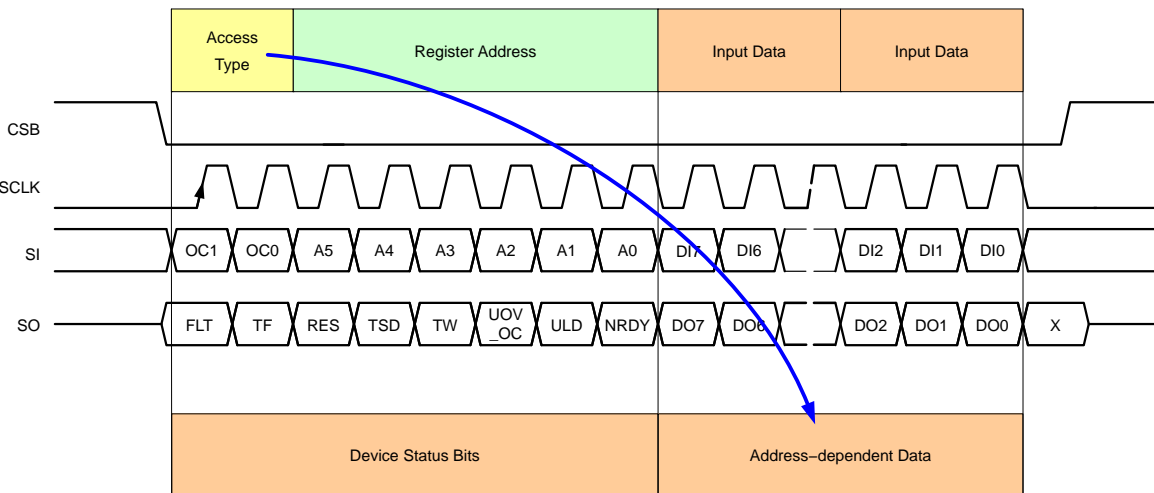 Access
Type
Register Address
Input Data
Input Data
CSB
SCLK
SI
OC1 OC0 A5 A4 A3 A2 A1 A0 DI7 DI6 DI2 DI1 DI0
SO
FLT TF RES TSD TW UOV
_OC ULD NRDY DO7 DO6 DO2 DO1 DO0 X
Device Status Bits
Address−dependent Data